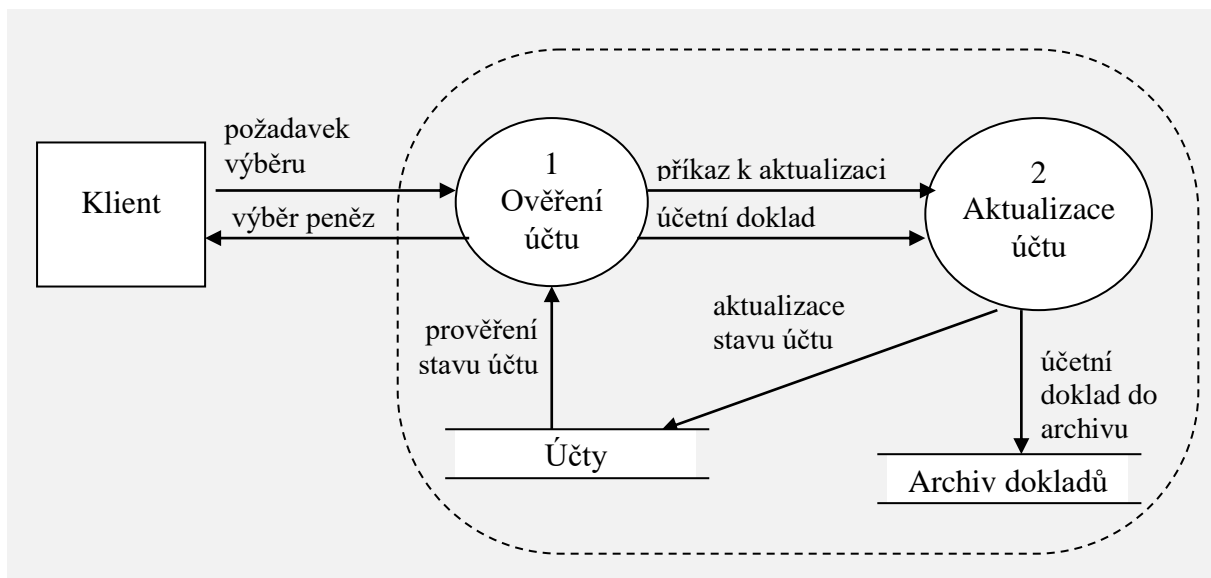 požadavek
výběru
Klient
výběr peněz
1
Ověření
účtu
příkaz k aktualizaci
účetní doklad
2
Aktualizace
účtu
prověření
stavu účtu
aktualizace
stavu účtu
účetní
doklad do
archivu
Účty
Archiv dokladů